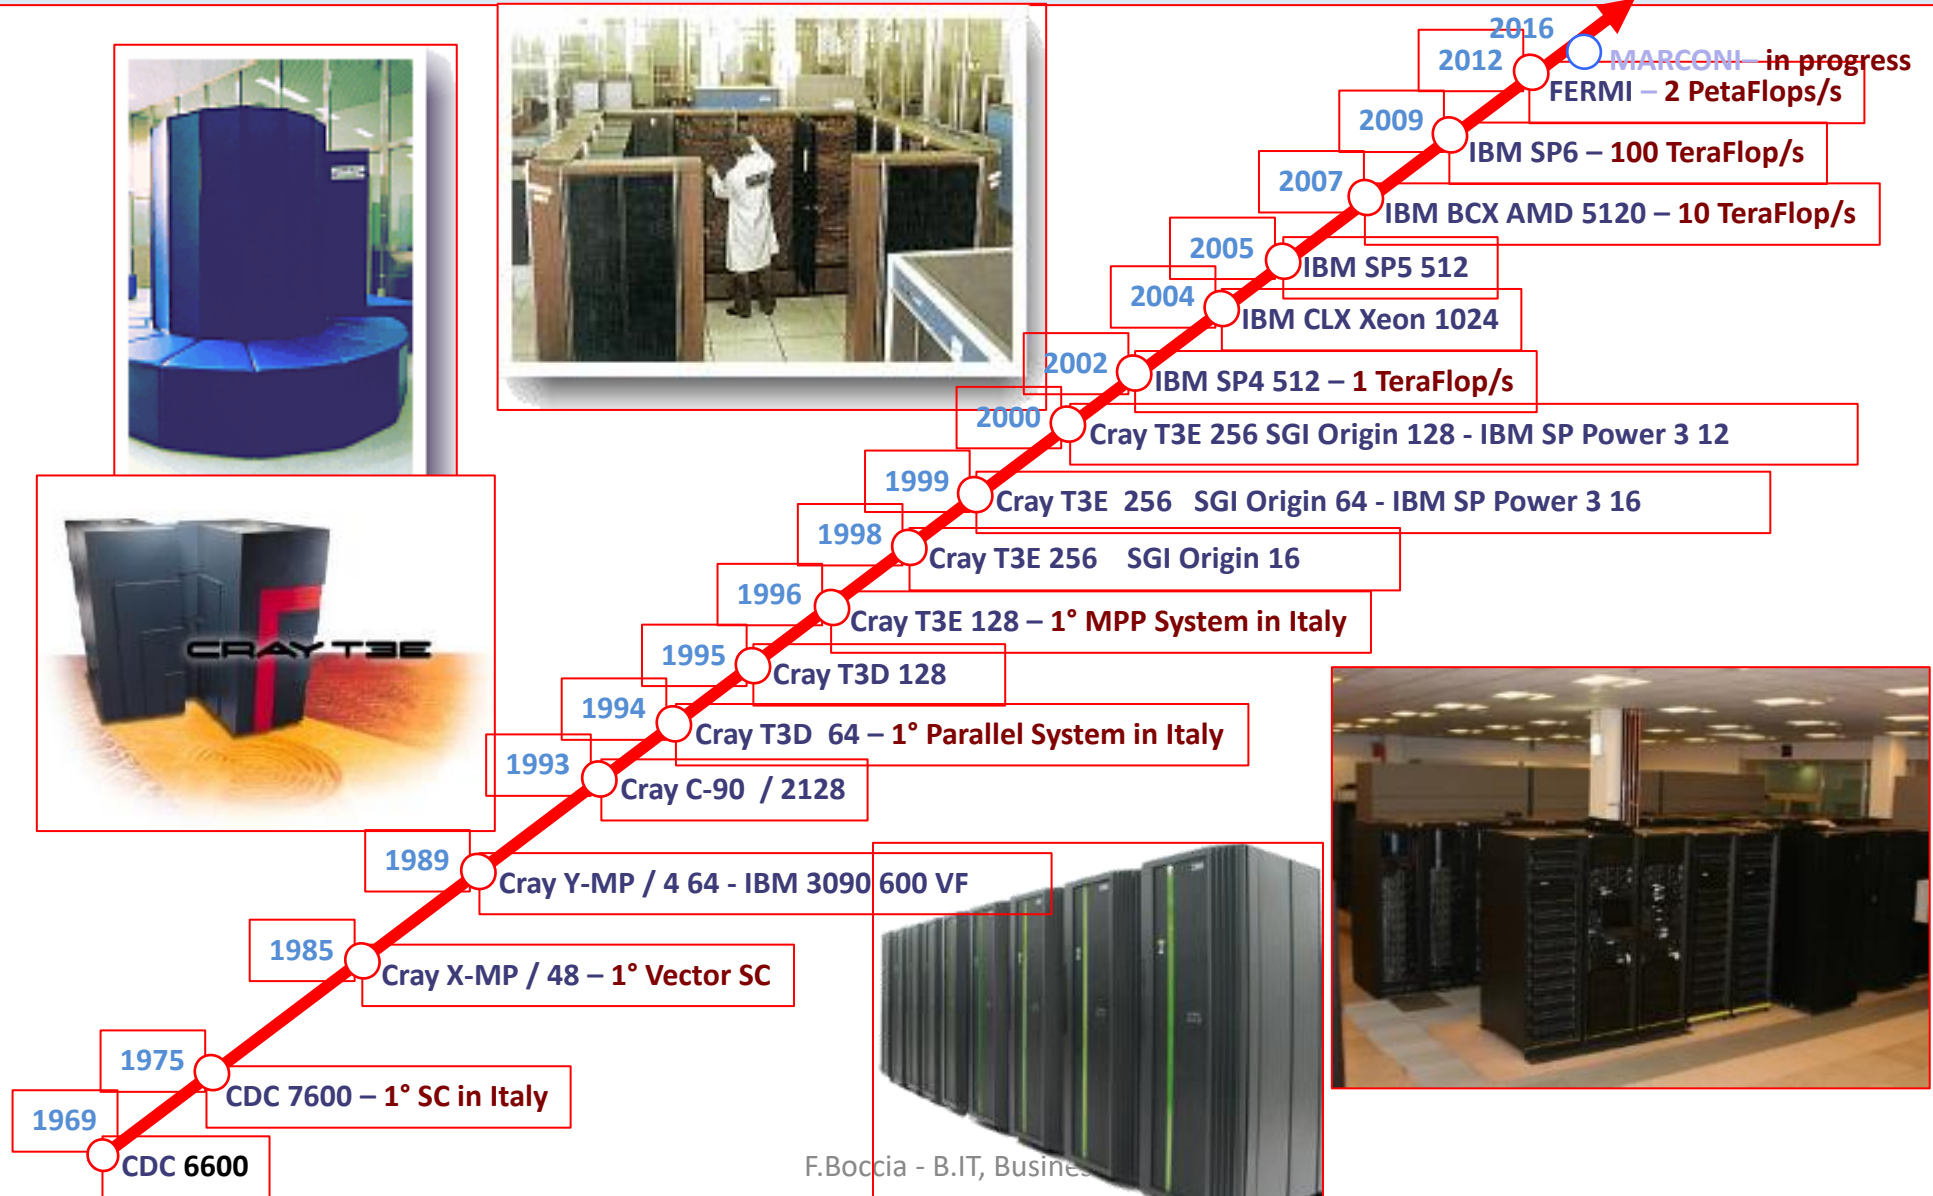 2016
MARCONI– in progress
2012
FERMI – 2 PetaFlops/s
2009
IBM SP6 – 100 TeraFlop/s
2007
IBM BCX AMD 5120 – 10 TeraFlop/s
2005
IBM SP5 512
2004
IBM CLX Xeon 1024
2002
IBM SP4 512 – 1 TeraFlop/s
2000
Cray T3E 256 SGI Origin 128 - IBM SP Power 3 12
1999
Cray T3E 256 SGI Origin 64 - IBM SP Power 3 16
1998
Cray T3E 256 SGI Origin 16
1996
Cray T3E 128 – 1° MPP System in Italy
CRAY T3E
1995
Cray T3D 128
1994
Cray T3D 64 – 1° Parallel System in Italy
1993
Cray C-90 / 2128
1989
Cray Y-MP / 4 64 - IBM 3090 600 VF
1985
Cray X-MP / 48 – 1° Vector SC
1975
CDC 7600 – 1° SC in Italy
1969
CDC 6600
F.Boccia - B.IT, Busines